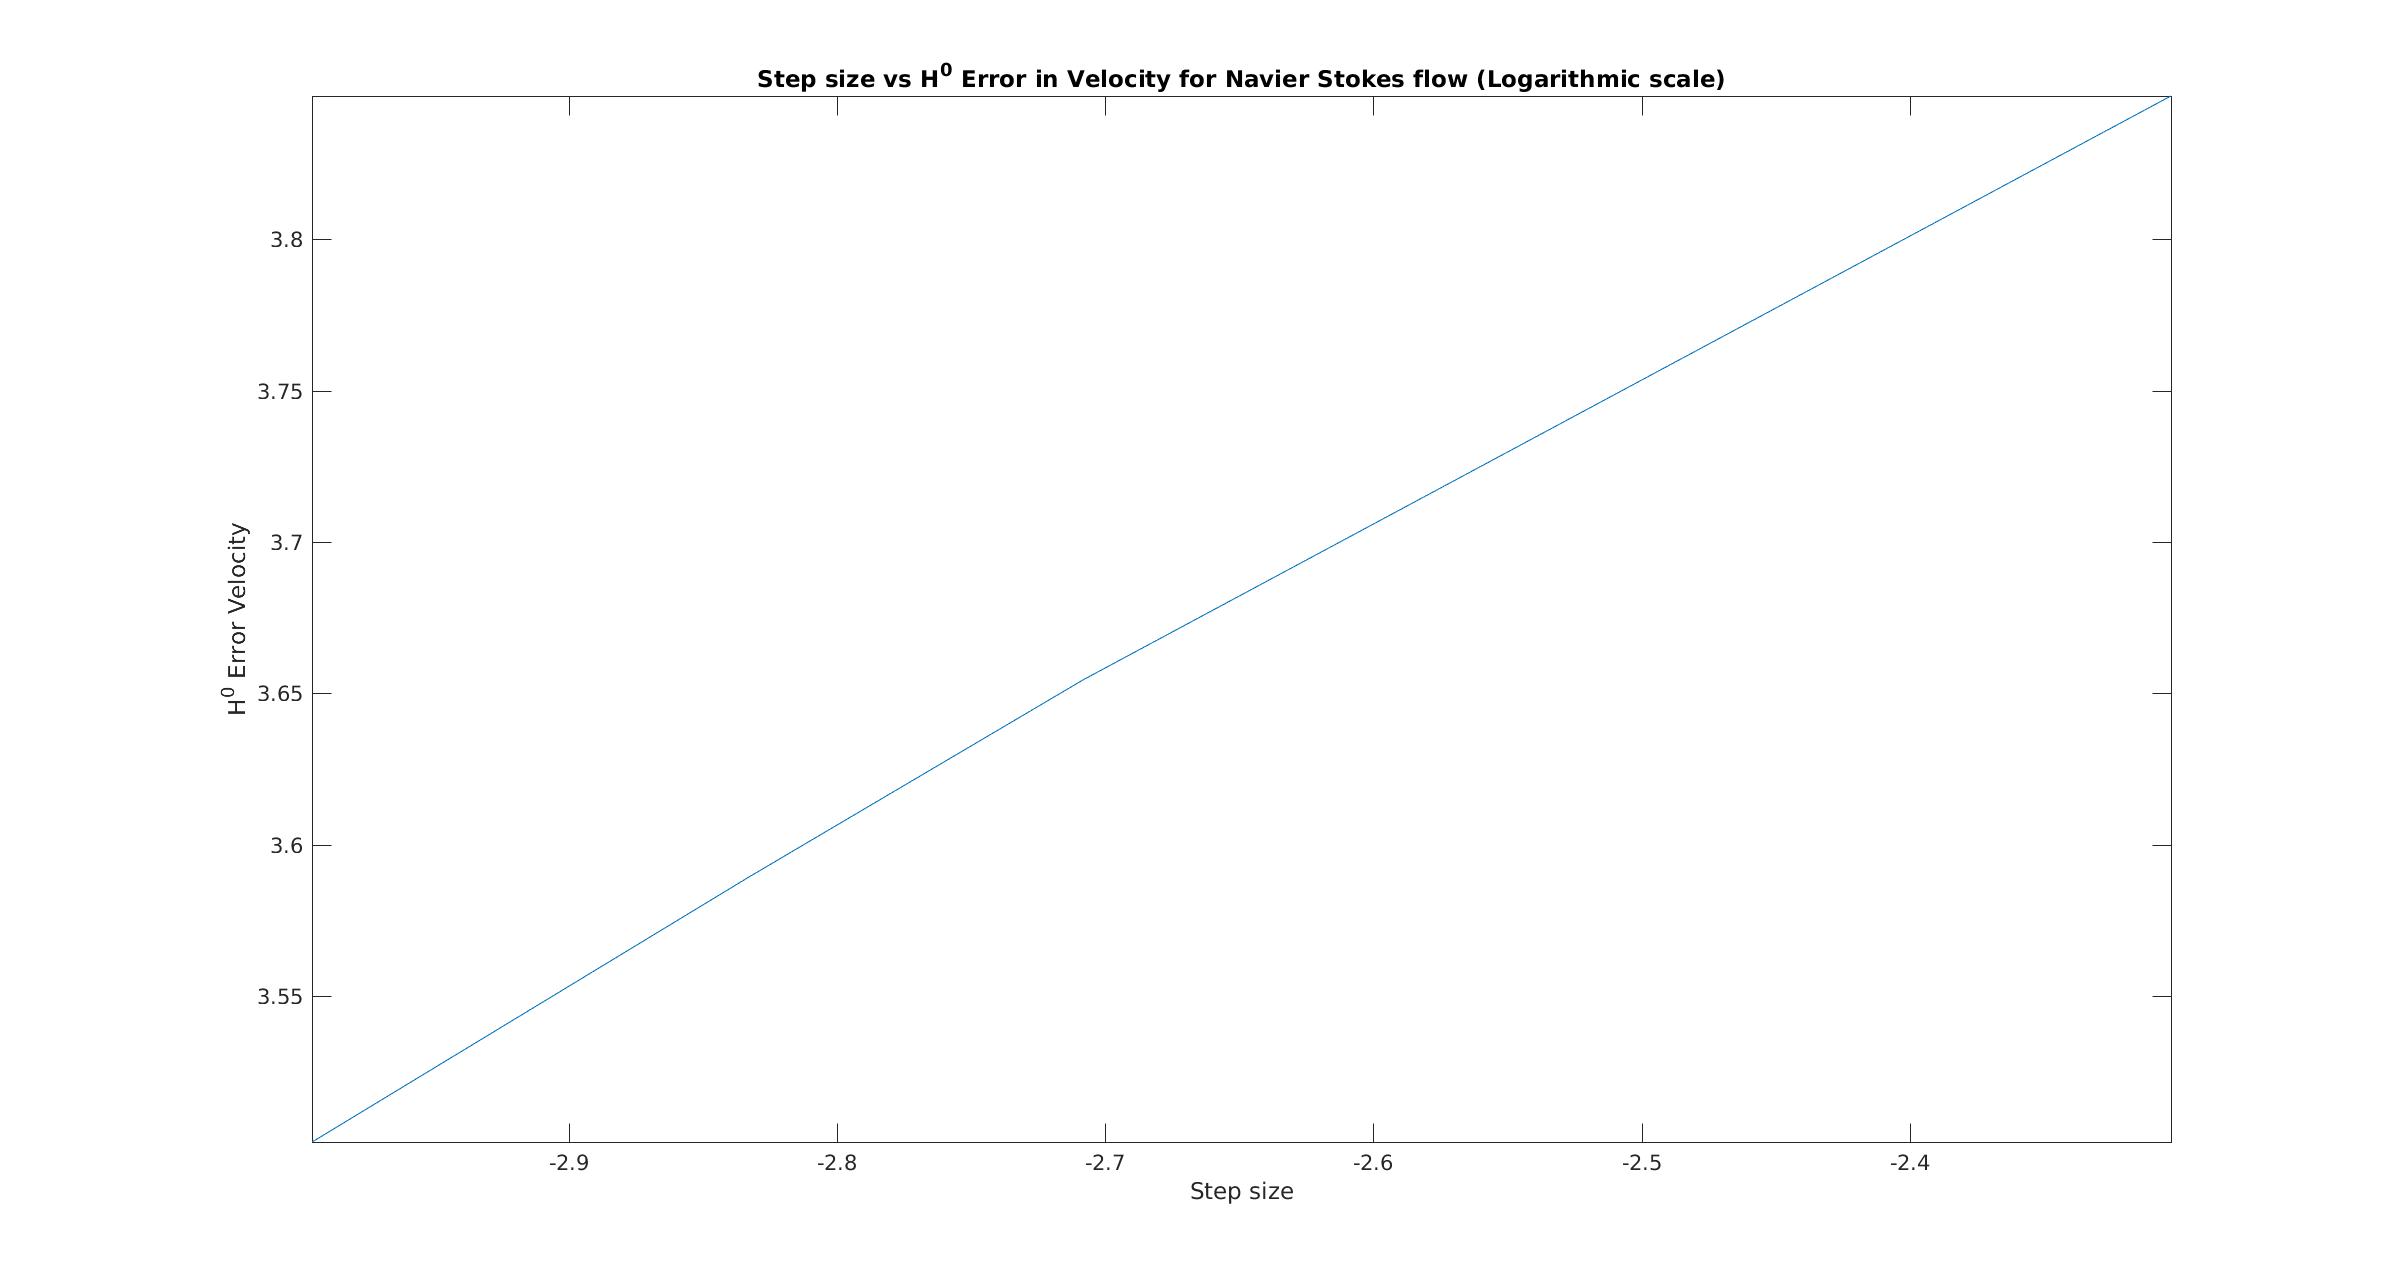 Step size vs H⁰ Error in Velocity for Navier Stokes flow (Logarithmic scale)
H⁰ Error Velocity
3.8
3.75
3.7
3.65
3.6
3.55
-2.9 -2.8 -2.7 -2.6 -2.5 -2.4
Step size